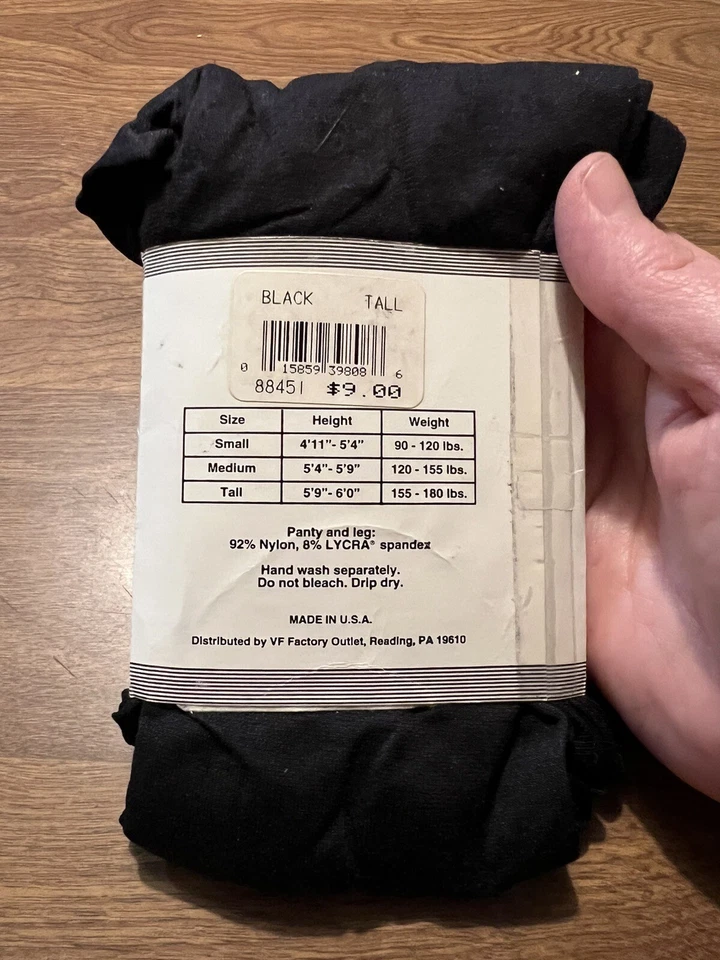 BLACK TALL
0 15859 39808 6
88451 $9.00
Size Height Weight
Small 4'11"- 5'4" 90 - 120 lbs.
Medium 5'4"- 5'9" 120 - 155 lbs.
Tall 5'9"- 6'0" 155 - 180 lbs.
Panty and leg:
92% Nylon, 8% LYCRA® spandex
Hand wash separately.
Do not bleach. Drip dry.
MADE IN U.S.A.
Distributed by VF Factory Outlet, Reading, PA 19610